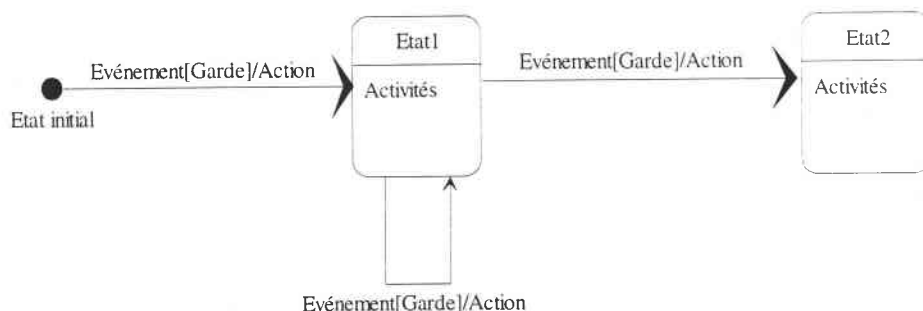 Etat1
Etat2
Evénement[Garde]/Action
Evénement[Garde]/Action
Activités
Activités
Etat initial
Evénement[Garde]/Action